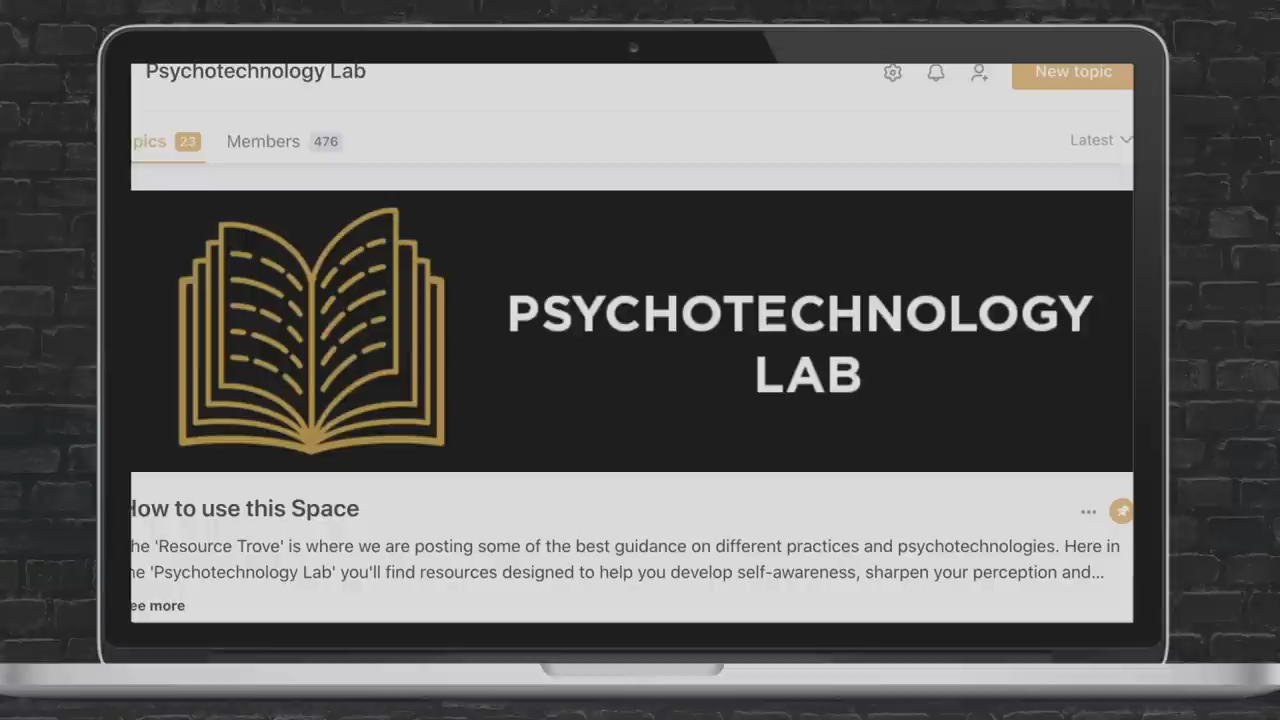 Psychotechnology Lab
New topic
pics 23 Members 476 Latest
PSYCHOTECHNOLOGY
LAB
How to use this Space
he 'Resource Trove' is where we are posting some of the best guidance on different practices and psychotechnologies. Here in
he 'Psychotechnology Lab' you'll find resources designed to help you develop self-awareness, sharpen your perception and...
ee more